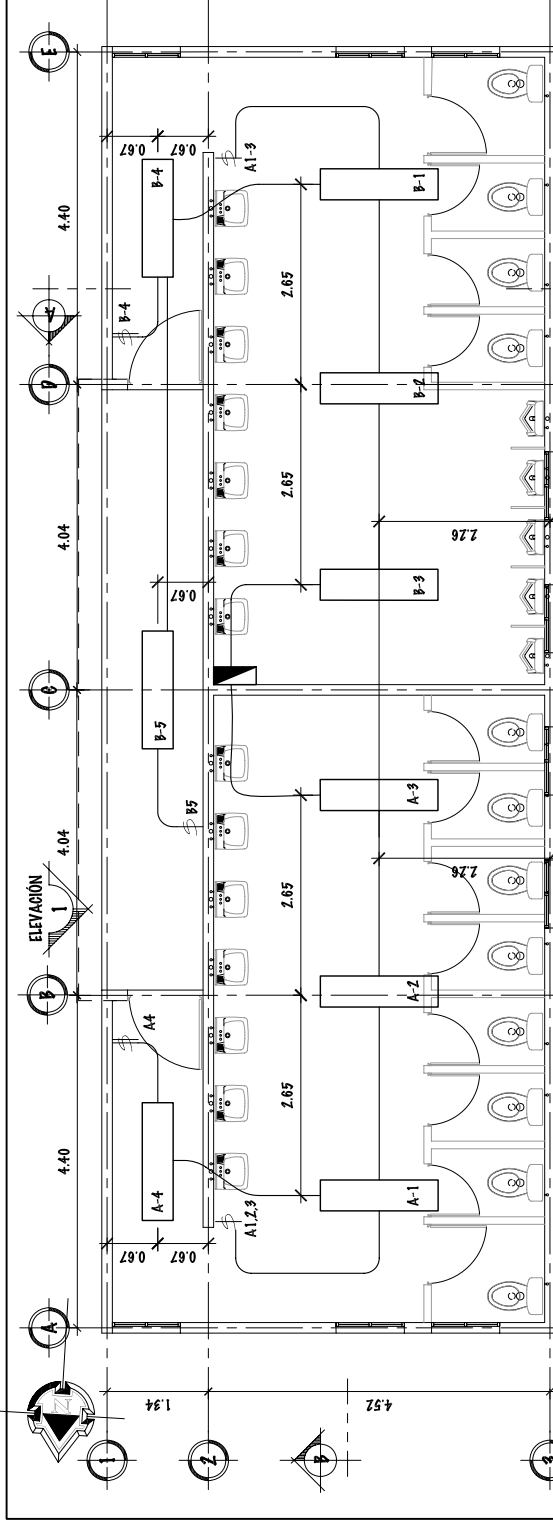 A
B
C
D
E
4.40
4.04
4.04
4.40
ELEVACIÓN
1
A
1
2
B
3
1.34
4.52
N
0.67
0.67
0.67
0.67
0.67
A-4
A4
B-5
B5
B-4
B-4
A1,2,3
A1-3
2.65
2.65
2.65
2.65
A-1
A-2
A-3
B-3
B-2
B-1
2.26
2.26